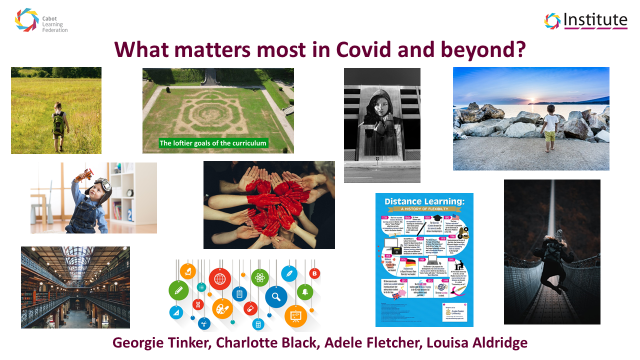 Cabot
Learning
Federation
Institute
What matters most in Covid and beyond?
The loftier goals of the curriculum
Distance Learning:
A HISTORY OF FLEXIBILITY
Georgie Tinker, Charlotte Black, Adele Fletcher, Louisa Aldridge